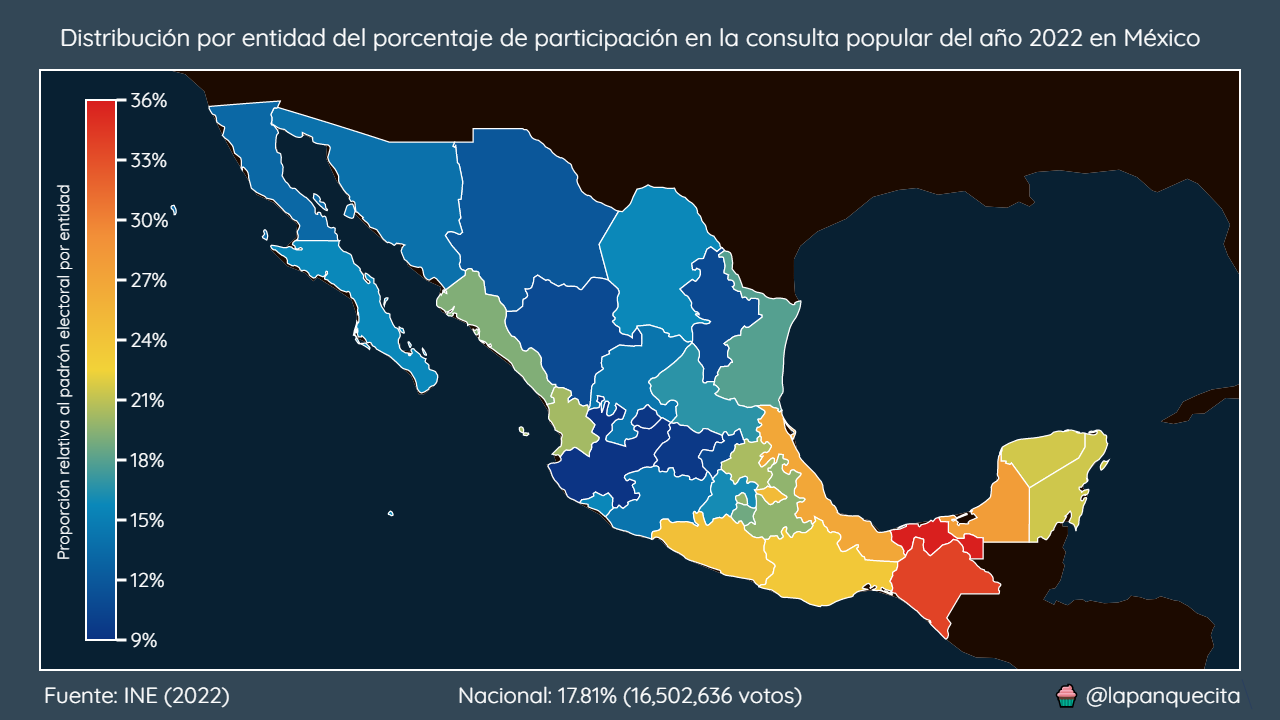 Distribución por entidad del porcentaje de participación en la consulta popular del año 2022 en México
Proporción relativa al padrón electoral por entidad
36%
33%
30%
27%
24%
21%
18%
15%
12%
9%
Fuente: INE (2022)
Nacional: 17.81% (16,502,636 votos)
@lapanquecita